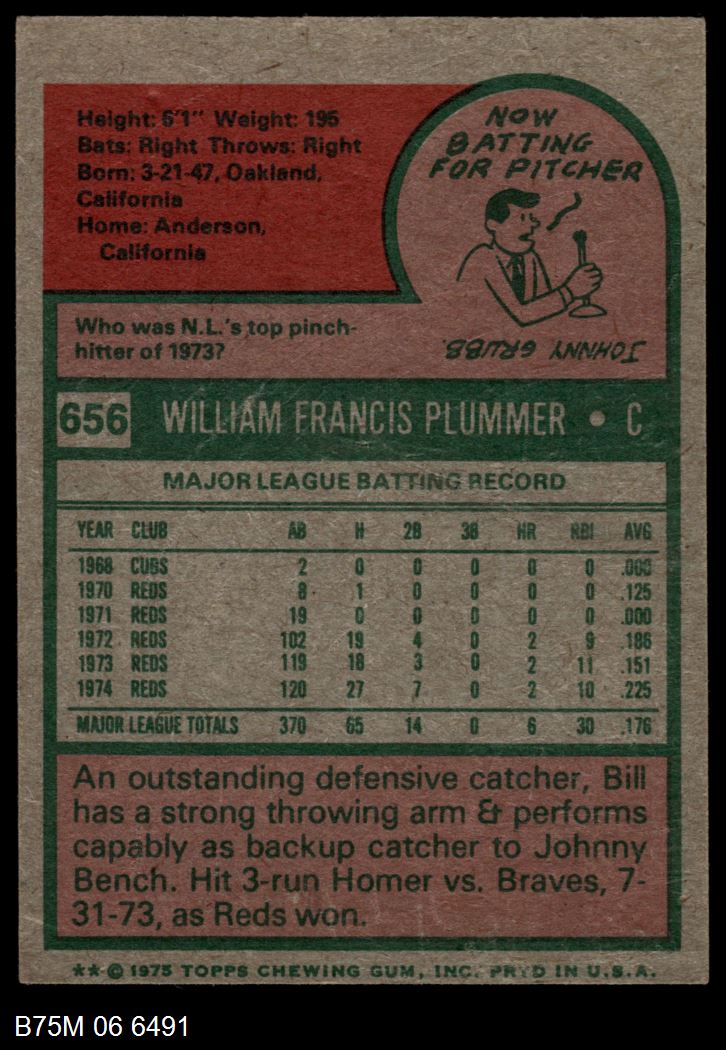 Height: 6'1" Weight: 195
Bats: Right Throws: Right
Born: 3-21-47, Oakland,
California
Home: Anderson,
California
NOW
BATTING
FOR PITCHER
Who was N.L.'s top pinch-
hitter of 1973?
JOHNNY GRUBB.
656 WILLIAM FRANCIS PLUMMER • C
MAJOR LEAGUE BATTING RECORD
YEAR CLUB AB H 2B 3B HR RBI AVG
1968 CUBS 2 0 0 0 0 0 .000
1970 REDS 8 1 0 0 0 0 .125
1971 REDS 19 0 0 0 0 0 .000
1972 REDS 102 19 4 0 2 9 .186
1973 REDS 119 18 3 0 2 11 .151
1974 REDS 120 27 7 0 2 10 .225
MAJOR LEAGUE TOTALS 370 65 14 0 6 30 .176
An outstanding defensive catcher, Bill
has a strong throwing arm & performs
capably as backup catcher to Johnny
Bench. Hit 3-run Homer vs. Braves, 7-
31-73, as Reds won.
★★© 1975 TOPPS CHEWING GUM, INC. PRTD IN U.S.A.
B75M 06 6491